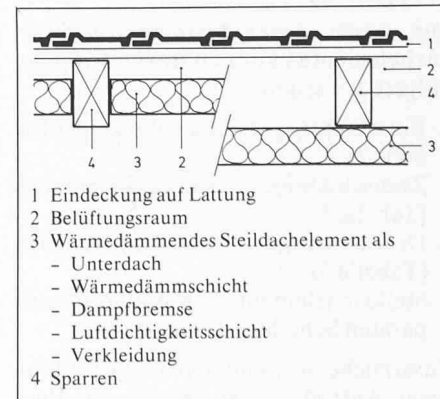 1
2
4
3
4 3 2
1 Eindeckung auf Lattung
2 Belüftungsraum
3 Wärmedämmendes Steildachelement als
– Unterdach
– Wärmedämmschicht
– Dampfbremse
– Luftdichtigkeitsschicht
– Verkleidung
4 Sparren